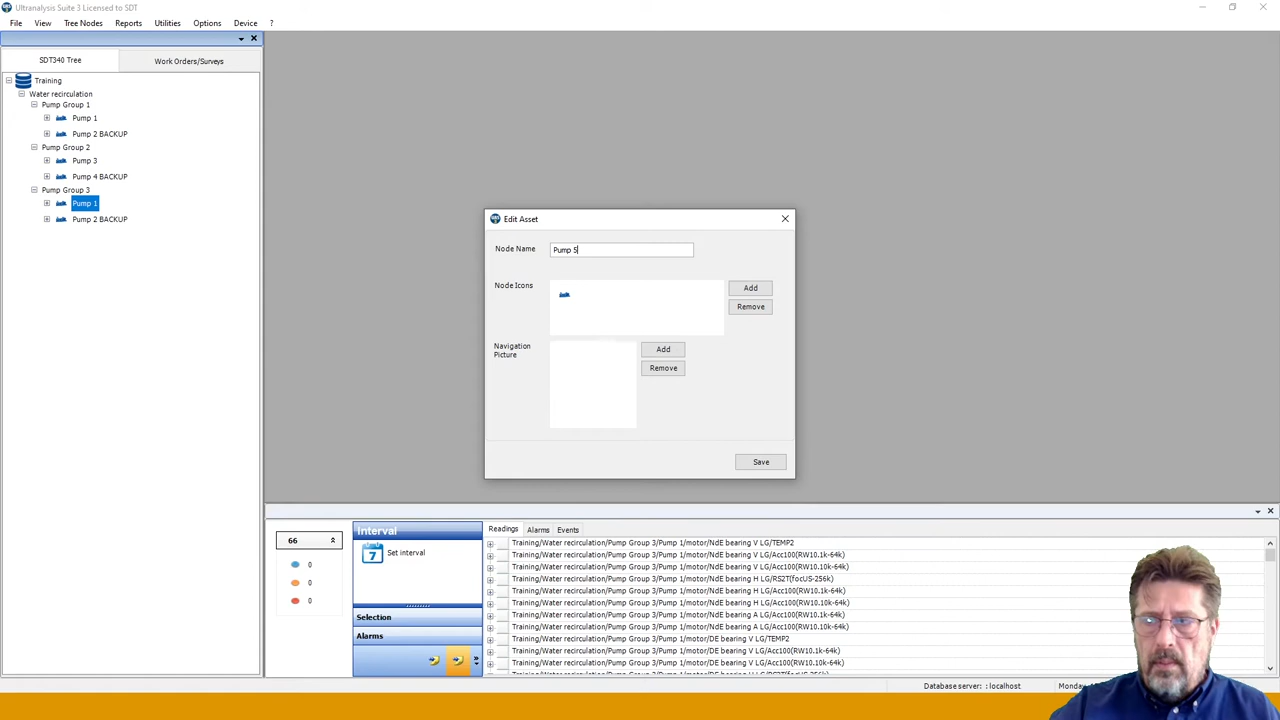 Ultranalysis Suite 3 Licensed to SDT
File View Tree Nodes Reports Utilities Options Device ?
SDT340 Tree
Work Orders/Surveys
Training
Water recirculation
Pump Group 1
Pump 1
Pump 2 BACKUP
Pump Group 2
Pump 3
Pump 4 BACKUP
Pump Group 3
Pump 1
Pump 2 BACKUP
Edit Asset
Node Name
Pump 5
Node Icons
Add
Remove
Navigation
Picture
Add
Remove
Save
66
0
0
0
Interval
7 Set interval
Selection
Alarms
Readings Alarms Events
Training/Water recirculation/Pump Group 3/Pump 1/motor/NdE bearing V LG/TEMP2
Training/Water recirculation/Pump Group 3/Pump 1/motor/NdE bearing V LG/Acc100(RW10.1k-64k)
Training/Water recirculation/Pump Group 3/Pump 1/motor/NdE bearing V LG/Acc100(RW10.10k-64k)
Training/Water recirculation/Pump Group 3/Pump 1/motor/NdE bearing H LG/RS2T(focUS-256k)
Training/Water recirculation/Pump Group 3/Pump 1/motor/NdE bearing H LG/Acc100(RW10.1k-64k)
Training/Water recirculation/Pump Group 3/Pump 1/motor/NdE bearing H LG/Acc100(RW10.10k-64k)
Training/Water recirculation/Pump Group 3/Pump 1/motor/NdE bearing A LG/Acc100(RW10.1k-64k)
Training/Water recirculation/Pump Group 3/Pump 1/motor/NdE bearing A LG/Acc100(RW10.10k-64k)
Training/Water recirculation/Pump Group 3/Pump 1/motor/DE bearing V LG/TEMP2
Training/Water recirculation/Pump Group 3/Pump 1/motor/DE bearing V LG/Acc100(RW10.1k-64k)
Training/Water recirculation/Pump Group 3/Pump 1/motor/DE bearing V LG/Acc100(RW10.10k-64k)
Database server: : localhost
Monday,